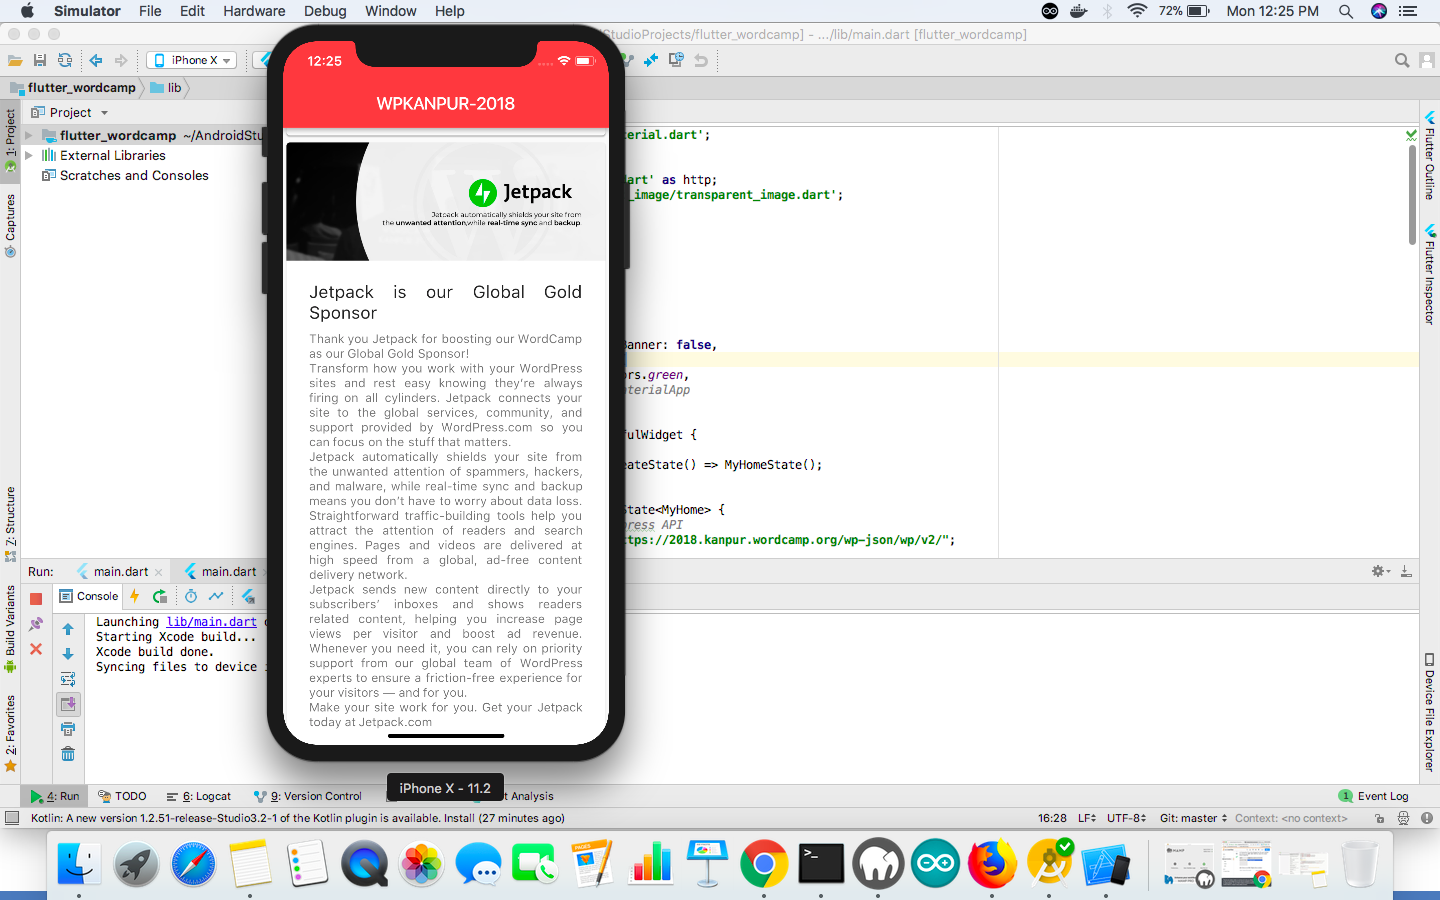 Simulator File Edit Hardware Debug Window Help
72% Mon 12:25 PM
StudioProjects/flutter_wordcamp] - .../lib/main.dart [flutter_wordcamp]
iPhone X
flutter_wordcamp lib
Project
flutter_wordcamp ~/AndroidStu
External Libraries
Scratches and Consoles
1: Project
Captures
7: Structure
Build Variants
2: Favorites
12:25
WPKANPUR-2018
Jetpack
Jetpack automatically shields your site from
the unwanted attention,while real-time sync and backup
Jetpack is our Global Gold
Sponsor
Thank you Jetpack for boosting our WordCamp
as our Global Gold Sponsor!
Transform how you work with your WordPress
sites and rest easy knowing they're always
firing on all cylinders. Jetpack connects your
site to the global services, community, and
support provided by WordPress.com so you
can focus on the stuff that matters.
Jetpack automatically shields your site from
the unwanted attention of spammers, hackers,
and malware, while real-time sync and backup
means you don't have to worry about data loss.
Straightforward traffic-building tools help you
attract the attention of readers and search
engines. Pages and videos are delivered at
high speed from a global, ad-free content
delivery network.
Jetpack sends new content directly to your
subscribers' inboxes and shows readers
related content, helping you increase page
views per visitor and boost ad revenue.
Whenever you need it, you can rely on priority
support from our global team of WordPress
experts to ensure a friction-free experience for
your visitors — and for you.
Make your site work for you. Get your Jetpack
today at Jetpack.com
iPhone X - 11.2
erial.dart';
art' as http;
_image/transparent_image.dart';
Banner: false,
ors.green,
aterialApp
fulWidget {
eateState() => MyHomeState();
State<MyHome> {
press API
ttps://2018.kanpur.wordcamp.org/wp-json/wp/v2/";
Flutter Outline
Flutter Inspector
Device File Explorer
Run: main.dart main.dart
Console
Launching lib/main.dart
Starting Xcode build...
Xcode build done.
Syncing files to device
4: Run TODO 6: Logcat 9: Version Control t Analysis 1 Event Log
Kotlin: A new version 1.2.51-release-Studio3.2-1 of the Kotlin plugin is available. Install (27 minutes ago) 16:28 LF UTF-8 Git: master Context: <no context>
PAGES
>_